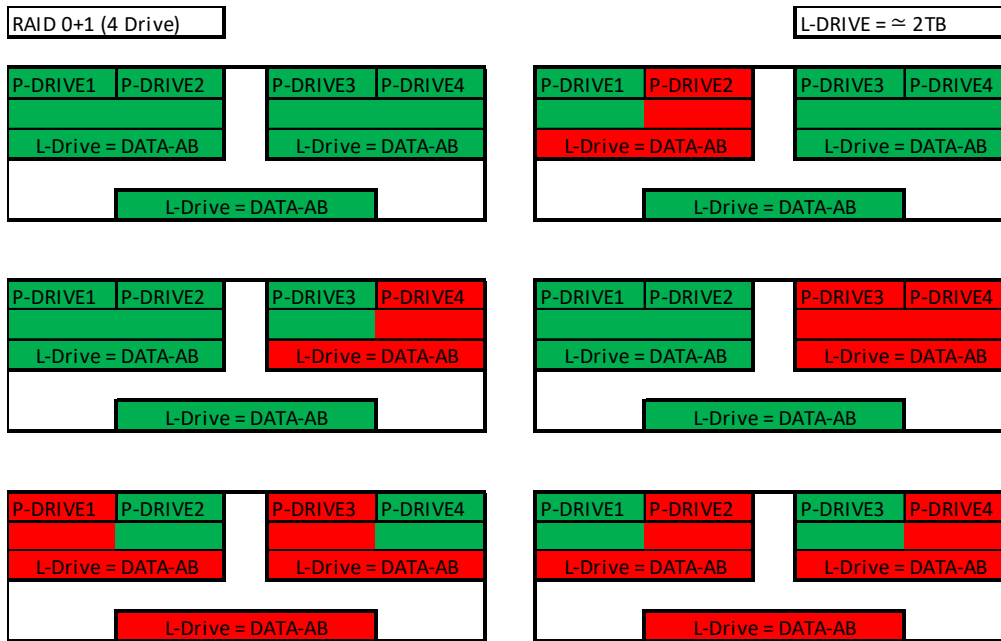 RAID 0+1 (4 Drive) L-DRIVE = ≃ 2TB
P-DRIVE1 P-DRIVE2 P-DRIVE3 P-DRIVE4 P-DRIVE1 P-DRIVE2 P-DRIVE3 P-DRIVE4
L-Drive = DATA-AB L-Drive = DATA-AB L-Drive = DATA-AB L-Drive = DATA-AB
L-Drive = DATA-AB L-Drive = DATA-AB
P-DRIVE1 P-DRIVE2 P-DRIVE3 P-DRIVE4 P-DRIVE1 P-DRIVE2 P-DRIVE3 P-DRIVE4
L-Drive = DATA-AB L-Drive = DATA-AB L-Drive = DATA-AB L-Drive = DATA-AB
L-Drive = DATA-AB L-Drive = DATA-AB
P-DRIVE1 P-DRIVE2 P-DRIVE3 P-DRIVE4 P-DRIVE1 P-DRIVE2 P-DRIVE3 P-DRIVE4
L-Drive = DATA-AB L-Drive = DATA-AB L-Drive = DATA-AB L-Drive = DATA-AB
L-Drive = DATA-AB L-Drive = DATA-AB